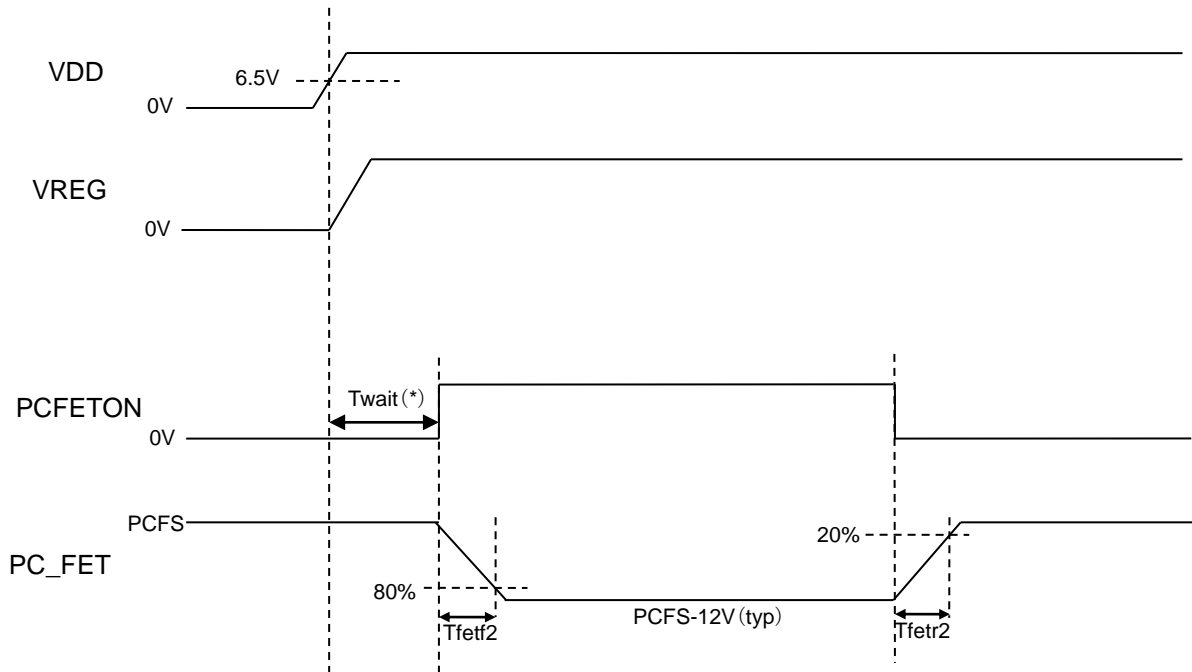 VDD
6.5V
0V
VREG
0V
PCFETON
Twait(*)
0V
PCFS
PC_FET
80%
20%
Tfetf2
PCFS-12V(typ)
Tfetr2